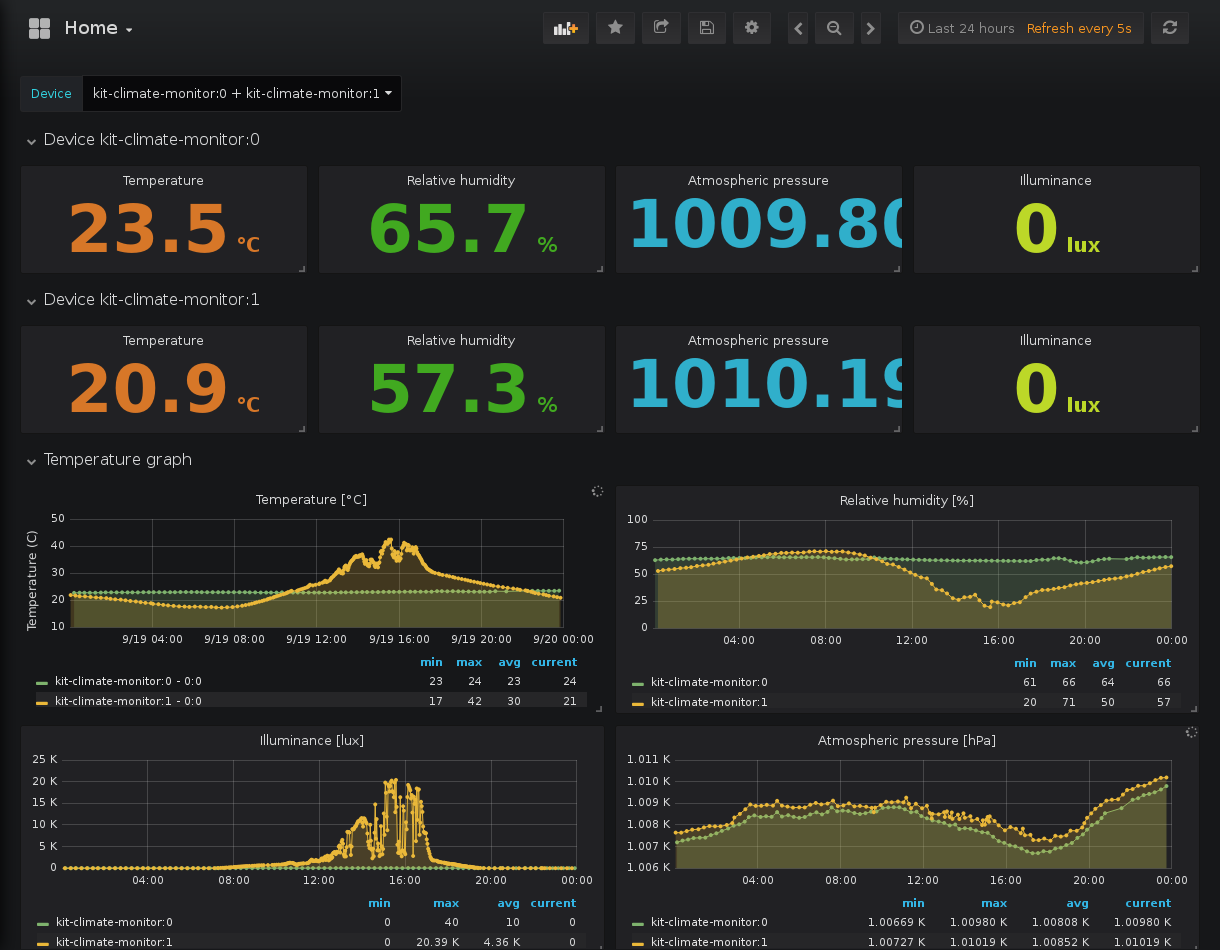 Home
Last 24 hours Refresh every 5s
Device kit-climate-monitor:0 + kit-climate-monitor:1
Device kit-climate-monitor:0
Temperature Relative humidity Atmospheric pressure Illuminance
23.5 °C 65.7 % 1009.80 0 lux
Device kit-climate-monitor:1
Temperature Relative humidity Atmospheric pressure Illuminance
20.9 °C 57.3 % 1010.19 0 lux
Temperature graph
Temperature [°C]
Temperature (C)
50
40
30
20
10
9/19 04:00 9/19 08:00 9/19 12:00 9/19 16:00 9/19 20:00 9/20 00:00
min max avg current
kit-climate-monitor:0 - 0:0 23 24 23 24
kit-climate-monitor:1 - 0:0 17 42 30 21
Relative humidity [%]
100
75
50
25
0
04:00 08:00 12:00 16:00 20:00 00:00
min max avg current
kit-climate-monitor:0 61 66 64 66
kit-climate-monitor:1 20 71 50 57
Illuminance [lux]
25 K
20 K
15 K
10 K
5 K
0
04:00 08:00 12:00 16:00 20:00 00:00
min max avg current
kit-climate-monitor:0 0 40 10 0
kit-climate-monitor:1 0 20.39 K 4.36 K 0
Atmospheric pressure [hPa]
1.011 K
1.010 K
1.009 K
1.008 K
1.007 K
1.006 K
04:00 08:00 12:00 16:00 20:00 00:00
min max avg current
kit-climate-monitor:0 1.00669 K 1.00980 K 1.00808 K 1.00980 K
kit-climate-monitor:1 1.00727 K 1.01019 K 1.00852 K 1.01019 K